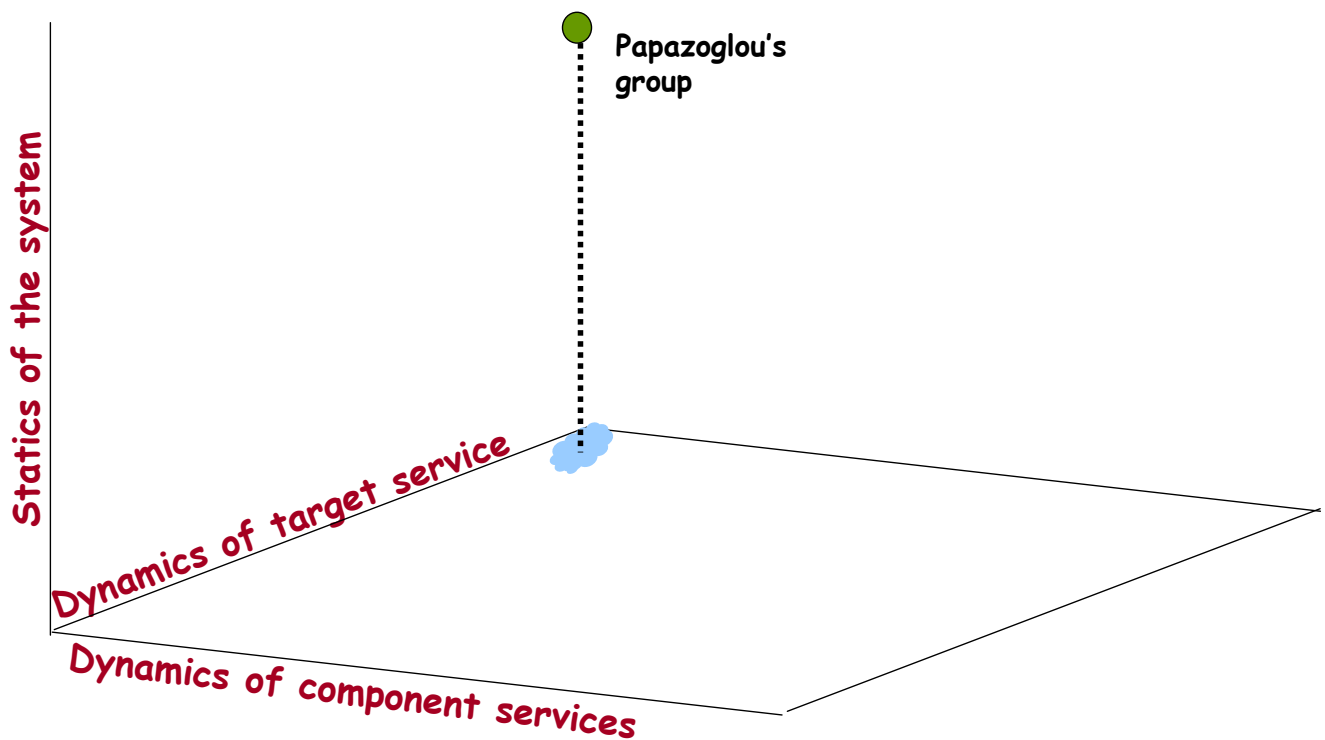 Papazoglou's
group
Statics of the system
Dynamics of target service
Dynamics of component services